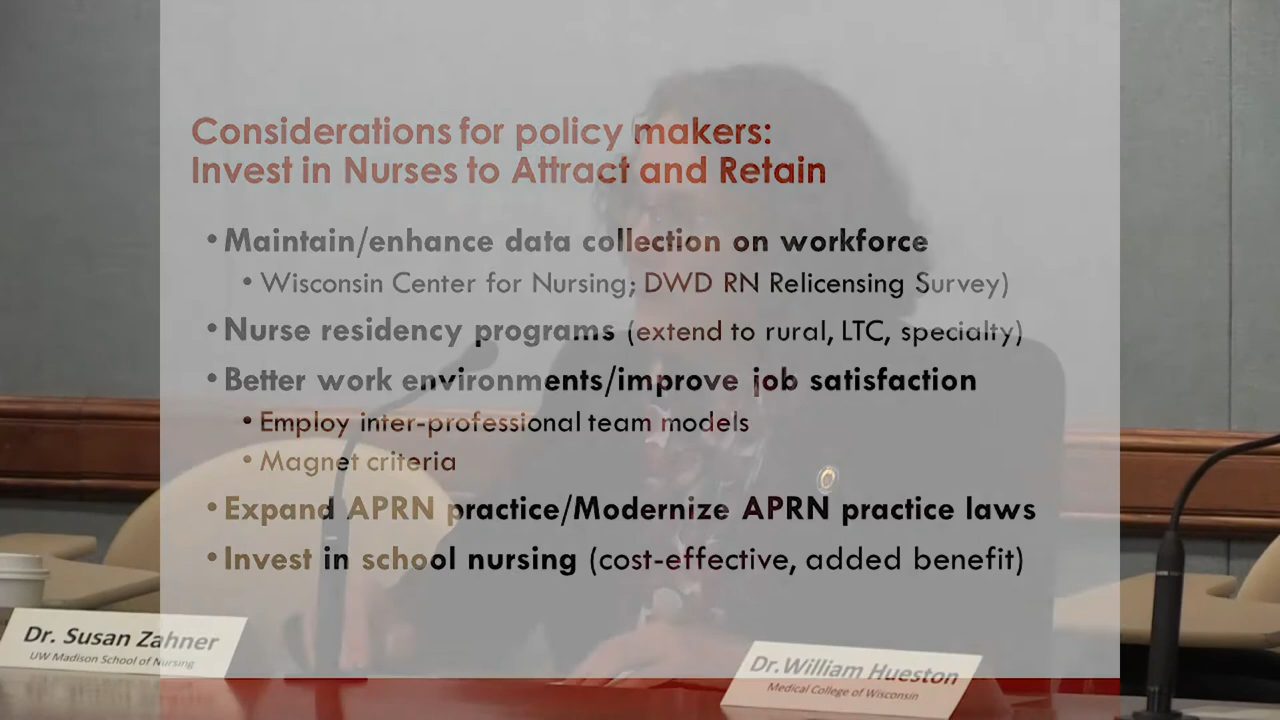 Considerations for policy makers:
Invest in Nurses to Attract and Retain
• Maintain/enhance data collection on workforce
• Wisconsin Center for Nursing; DWD RN Relicensing Survey)
• Nurse residency programs (extend to rural, LTC, specialty)
• Better work environments/improve job satisfaction
• Employ inter-professional team models
• Magnet criteria
• Expand APRN practice/Modernize APRN practice laws
• Invest in school nursing (cost-effective, added benefit)
Dr. Susan Zahner
UW Madison School of Nursing
Dr. William Hueston
Medical College of Wisconsin